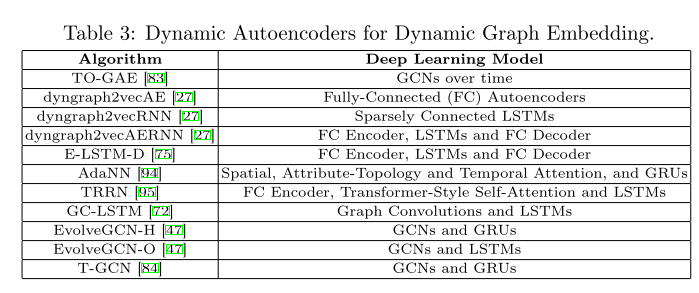 Table 3: Dynamic Autoencoders for Dynamic Graph Embedding.
Algorithm Deep Learning Model
TO-GAE [83] GCNs over time
dyngraph2vecAE [27] Fully-Connected (FC) Autoencoders
dyngraph2vecRNN [27] Sparsely Connected LSTMs
dyngraph2vecAERNN [27] FC Encoder, LSTMs and FC Decoder
E-LSTM-D [75] FC Encoder, LSTMs and FC Decoder
AdaNN [94] Spatial, Attribute-Topology and Temporal Attention, and GRUs
TRRN [95] FC Encoder, Transformer-Style Self-Attention and LSTMs
GC-LSTM [72] Graph Convolutions and LSTMs
EvolveGCN-H [47] GCNs and GRUs
EvolveGCN-O [47] GCNs and LSTMs
T-GCN [84] GCNs and GRUs